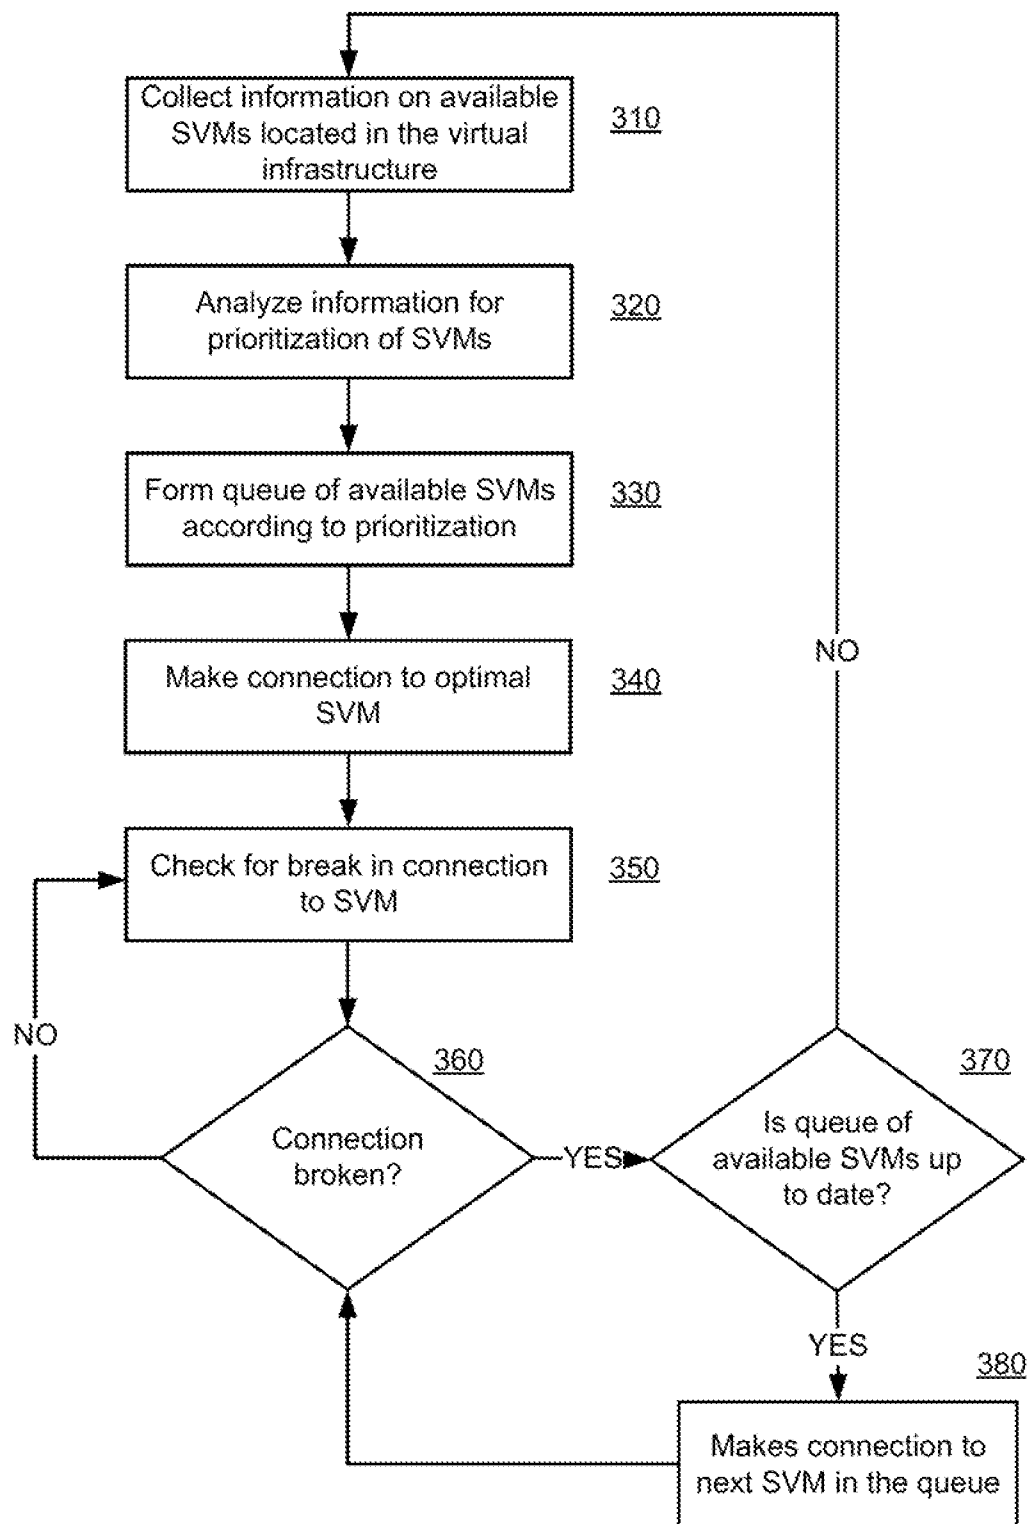 Collect information on available
SVMs located in the virtual
infrastructure
310
Analyze information for
prioritization of SVMs
320
Form queue of available SVMs
according to prioritization
330
Make connection to optimal
SVM
340
NO
Check for break in connection
to SVM
350
NO
360
Connection
broken?
YES
370
Is queue of
available SVMs up
to date?
YES
380
Makes connection to
next SVM in the queue